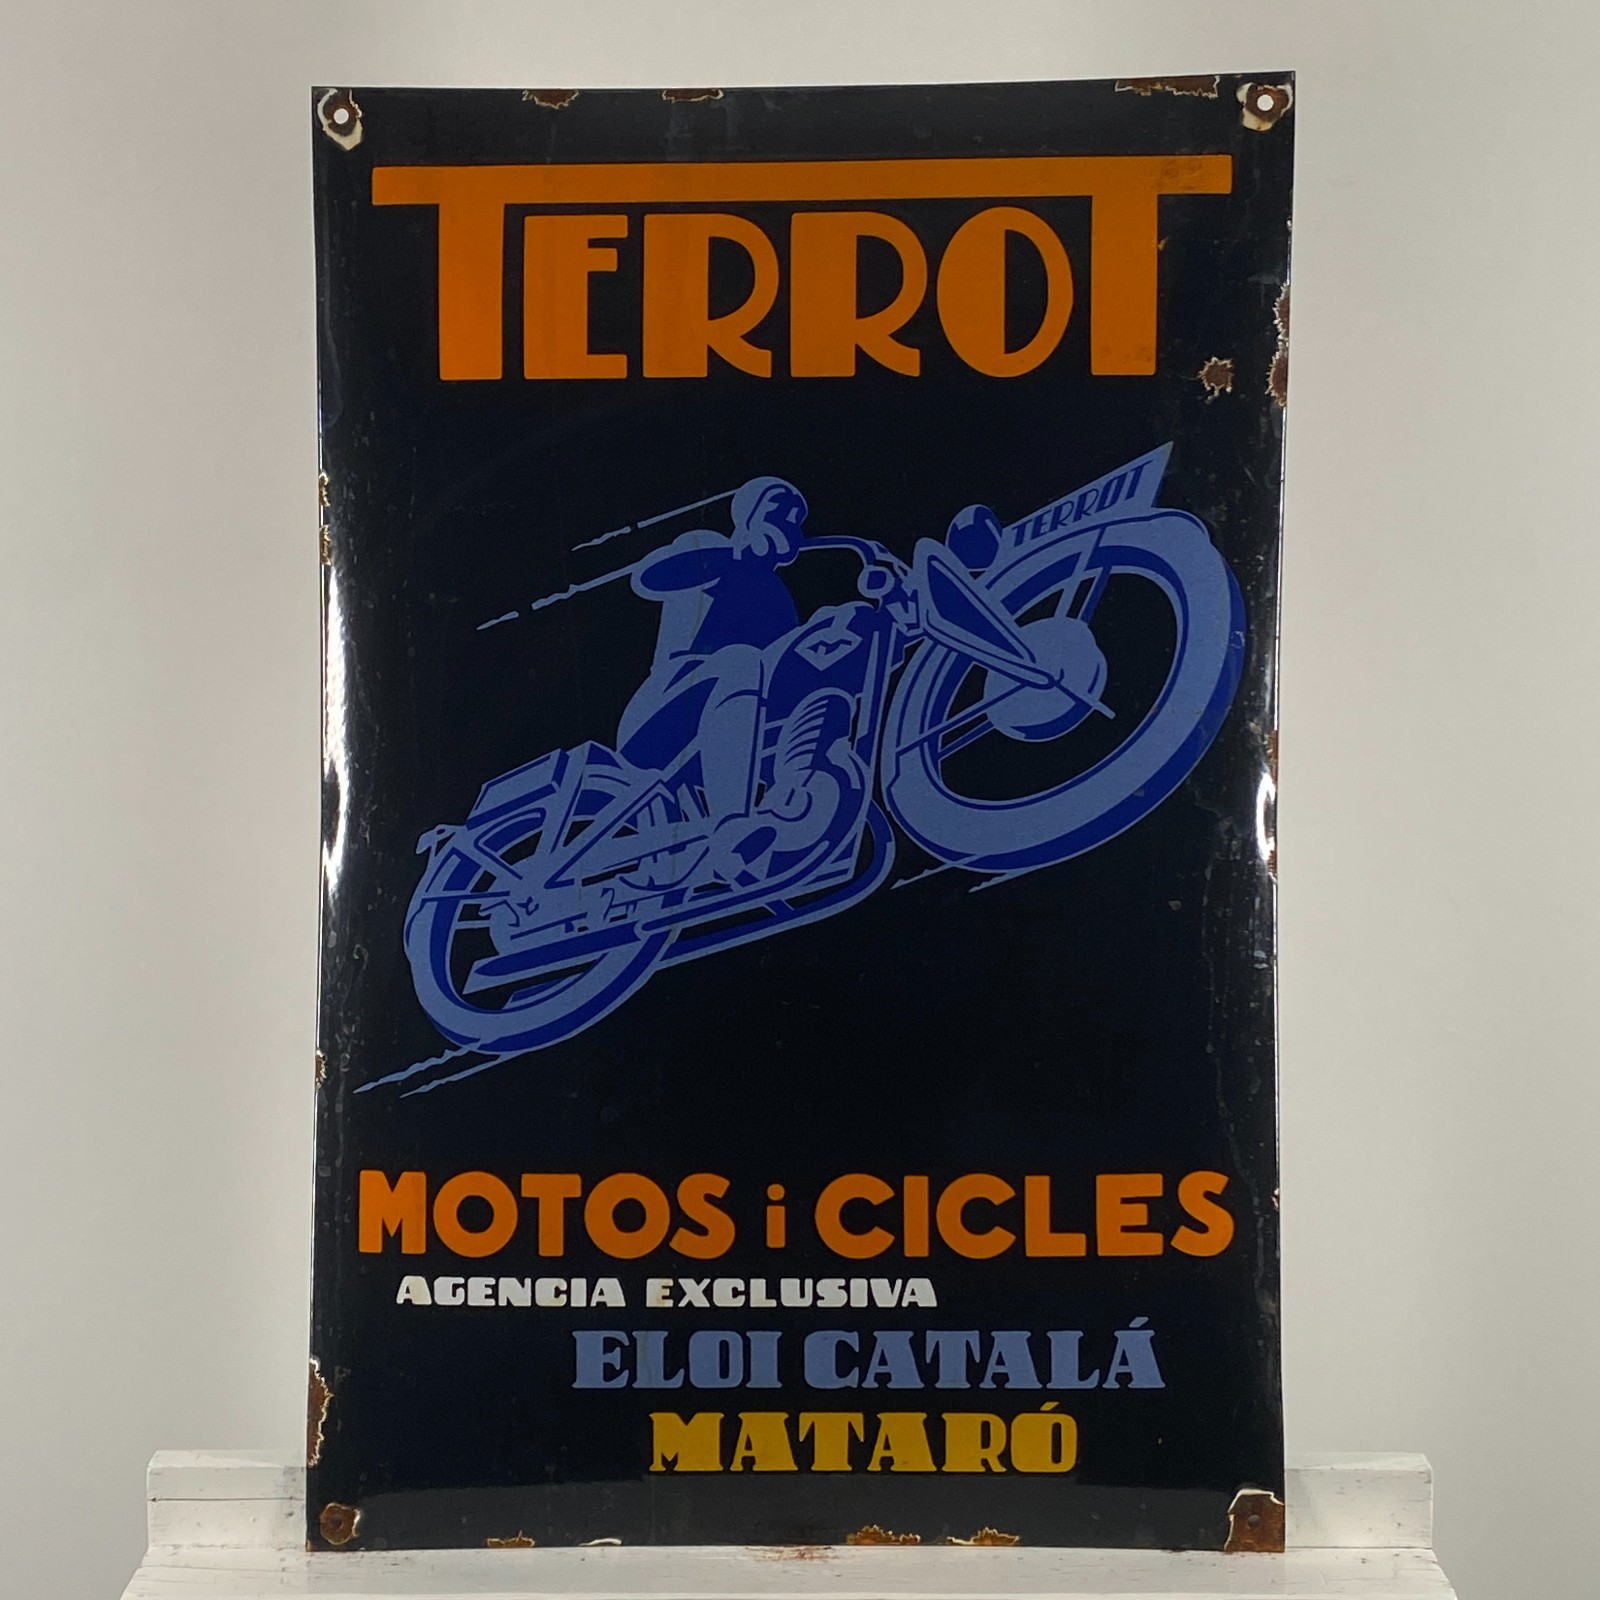 TERROT
TERROT
MOTOS i CICLES
AGENCIA EXCLUSIVA
ELOI CATALÁ
MATARÓ